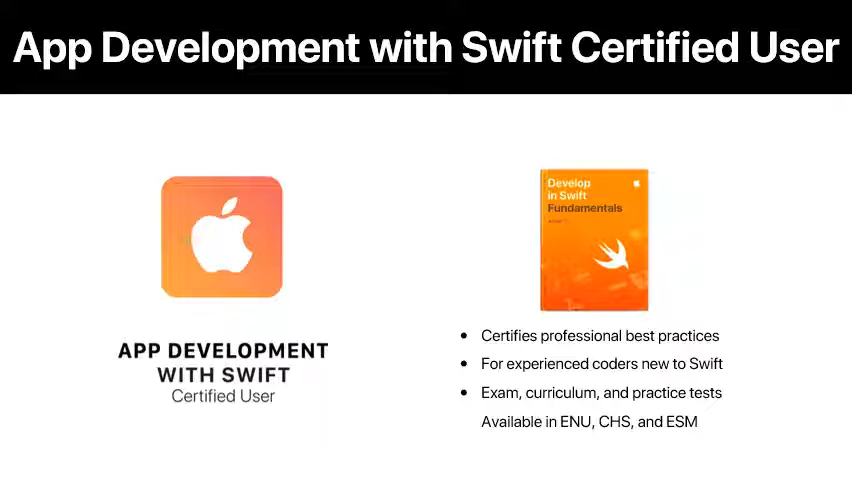 App Development with Swift Certified User
APP DEVELOPMENT
WITH SWIFT
Certified User
Develop
in Swift
Fundamentals
• Certifies professional best practices
• For experienced coders new to Swift
• Exam, curriculum, and practice tests
Available in ENU, CHS, and ESM